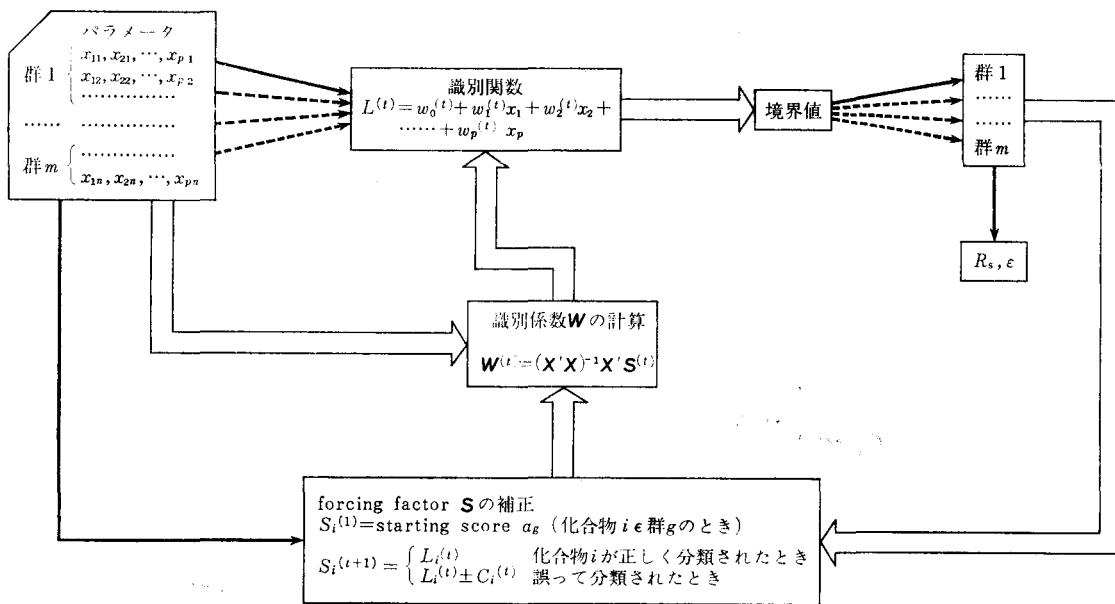 パラメータ
群1
x₁₁, x₂₁, …, xₚ₁
x₁₂, x₂₂, …, xₚ₂
……………
…… ……………
……………
群m
x₁ₙ, x₂ₙ, …, xₚₙ
識別関数
L⁽ᵗ⁾=w₀⁽ᵗ⁾+w₁⁽ᵗ⁾x₁+w₂⁽ᵗ⁾x₂+
……+wₚ⁽ᵗ⁾xₚ
境界値
群1
……
……
群m
Rₛ, ε
識別係数Wの計算
W⁽ᵗ⁾=(X′X)⁻¹X′S⁽ᵗ⁾
forcing factor Sの補正
Sᵢ⁽¹⁾=starting score a_g (化合物 i ϵ 群gのとき)
Sᵢ⁽ᵗ⁺¹⁾= { Lᵢ⁽ᵗ⁾ 化合物iが正しく分類されたとき
{ Lᵢ⁽ᵗ⁾±Cᵢ⁽ᵗ⁾ 誤って分類されたとき